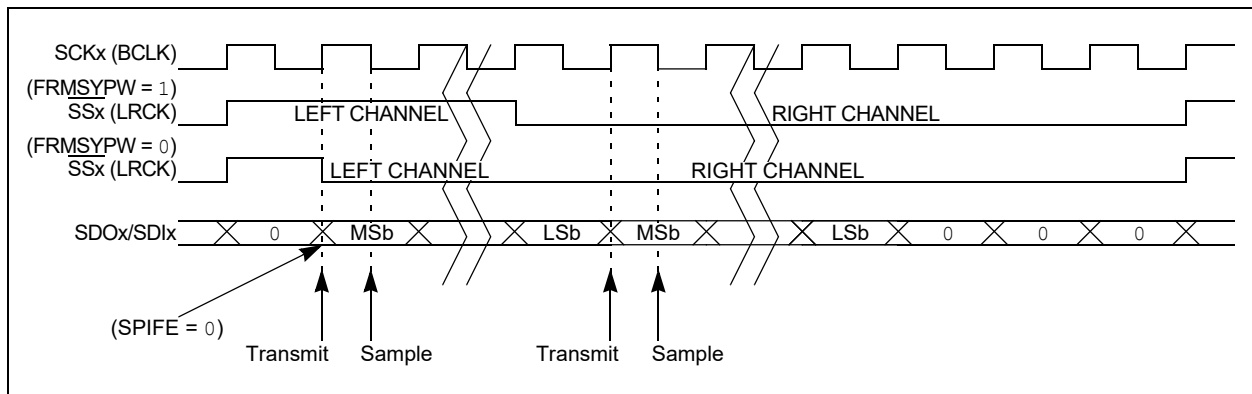 SCKx (BCLK)
(FRMSYPW = 1)
SSx (LRCK)
LEFT CHANNEL
RIGHT CHANNEL
(FRMSYPW = 0)
SSx (LRCK)
LEFT CHANNEL
RIGHT CHANNEL
SDOx/SDIx
0
MSb
LSb
MSb
LSb
0
0
0
(SPIFE = 0)
Transmit
Sample
Transmit
Sample